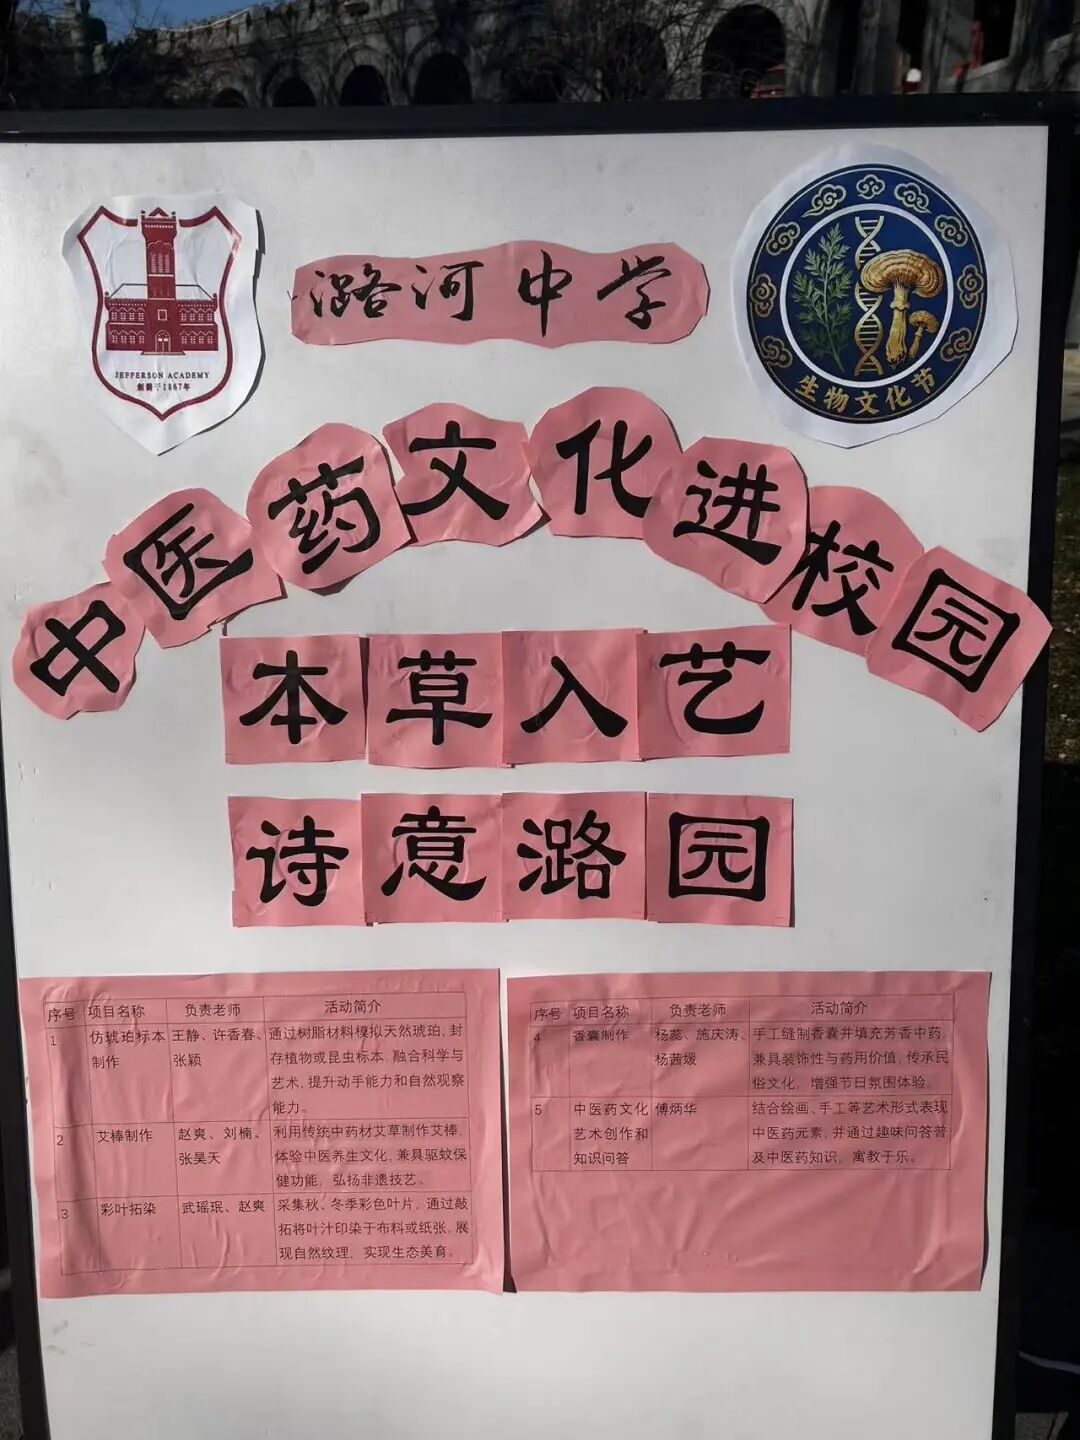 JEFFERSON ACADEMY
創辦于1867年
潞河中学
生物文化节
中医药文化进校园
本草入艺
诗意潞园
序号 项目名称 负责老师 活动简介
1 仿琥珀标本制作 王静、许香春、张颖 通过树脂材料模拟天然琥珀,封存植物或昆虫标本,融合科学与艺术,提升动手能力和自然观察能力。
2 艾棒制作 赵爽、刘楠、张昊天 利用传统中药材艾草制作艾棒,体验中医养生文化,兼具驱蚊保健功能,弘扬非遗技艺。
3 彩叶拓染 武瑶珉、赵爽 采集秋、冬季彩色叶片,通过敲拓将叶汁印染于布料或纸张,展现自然纹理,实现生态美育。
序号 项目名称 负责老师 活动简介
4 香囊制作 杨蕊、施庆涛、杨茜媛 手工缝制香囊并填充芳香中药,兼具装饰性与药用价值,传承民俗文化,增强节日氛围体验。
5 中医药文化艺术创作和知识问答 傅炳华 结合绘画、手工等艺术形式表现中医药元素,并通过趣味问答普及中医药知识,寓教于乐。